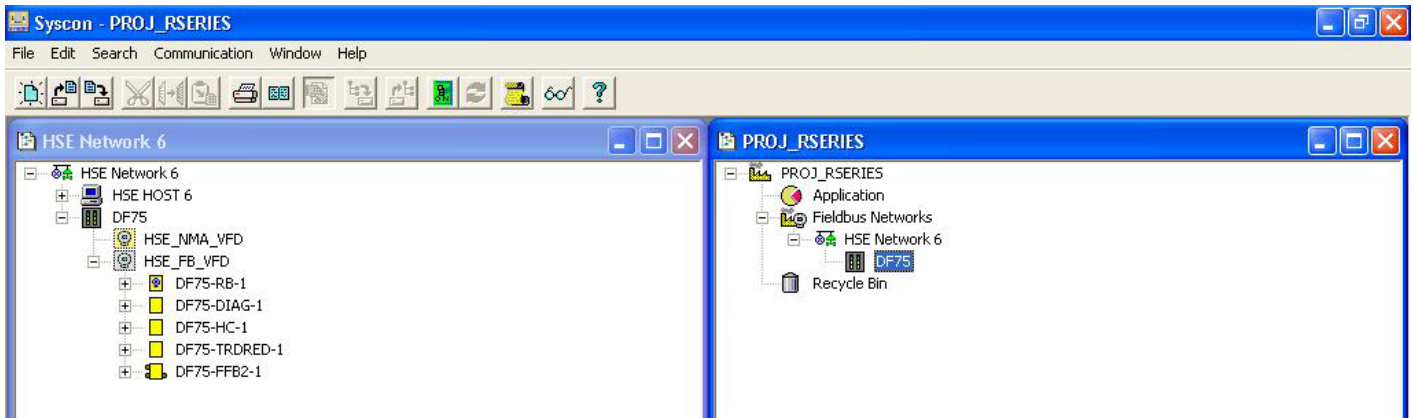 Syscon - PROJ_RSERIES
File Edit Search Communication Window Help
HSE Network 6
HSE Network 6
HSE HOST 6
DF75
HSE_NMA_VFD
HSE_FB_VFD
DF75-RB-1
DF75-DIAG-1
DF75-HC-1
DF75-TRDRED-1
DF75-FFB2-1
PROJ_RSERIES
PROJ_RSERIES
Application
Fieldbus Networks
HSE Network 6
DF75
Recycle Bin